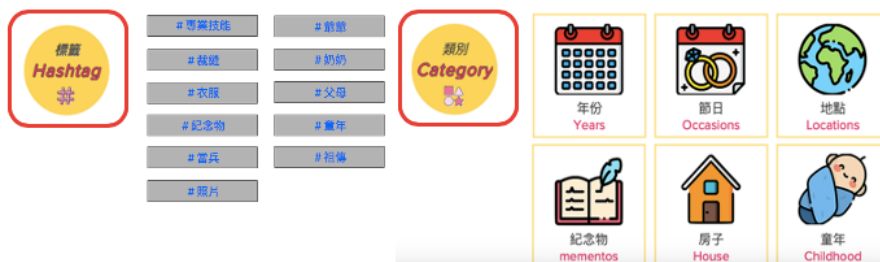 標籤
Hashtag
#
#專業技能
#裁縫
#衣服
#紀念物
#當兵
#照片
#爺爺
#奶奶
#父母
#童年
#祖傳
類別
Category
年份
Years
節日
Occasions
地點
Locations
紀念物
mementos
房子
House
童年
Childhood